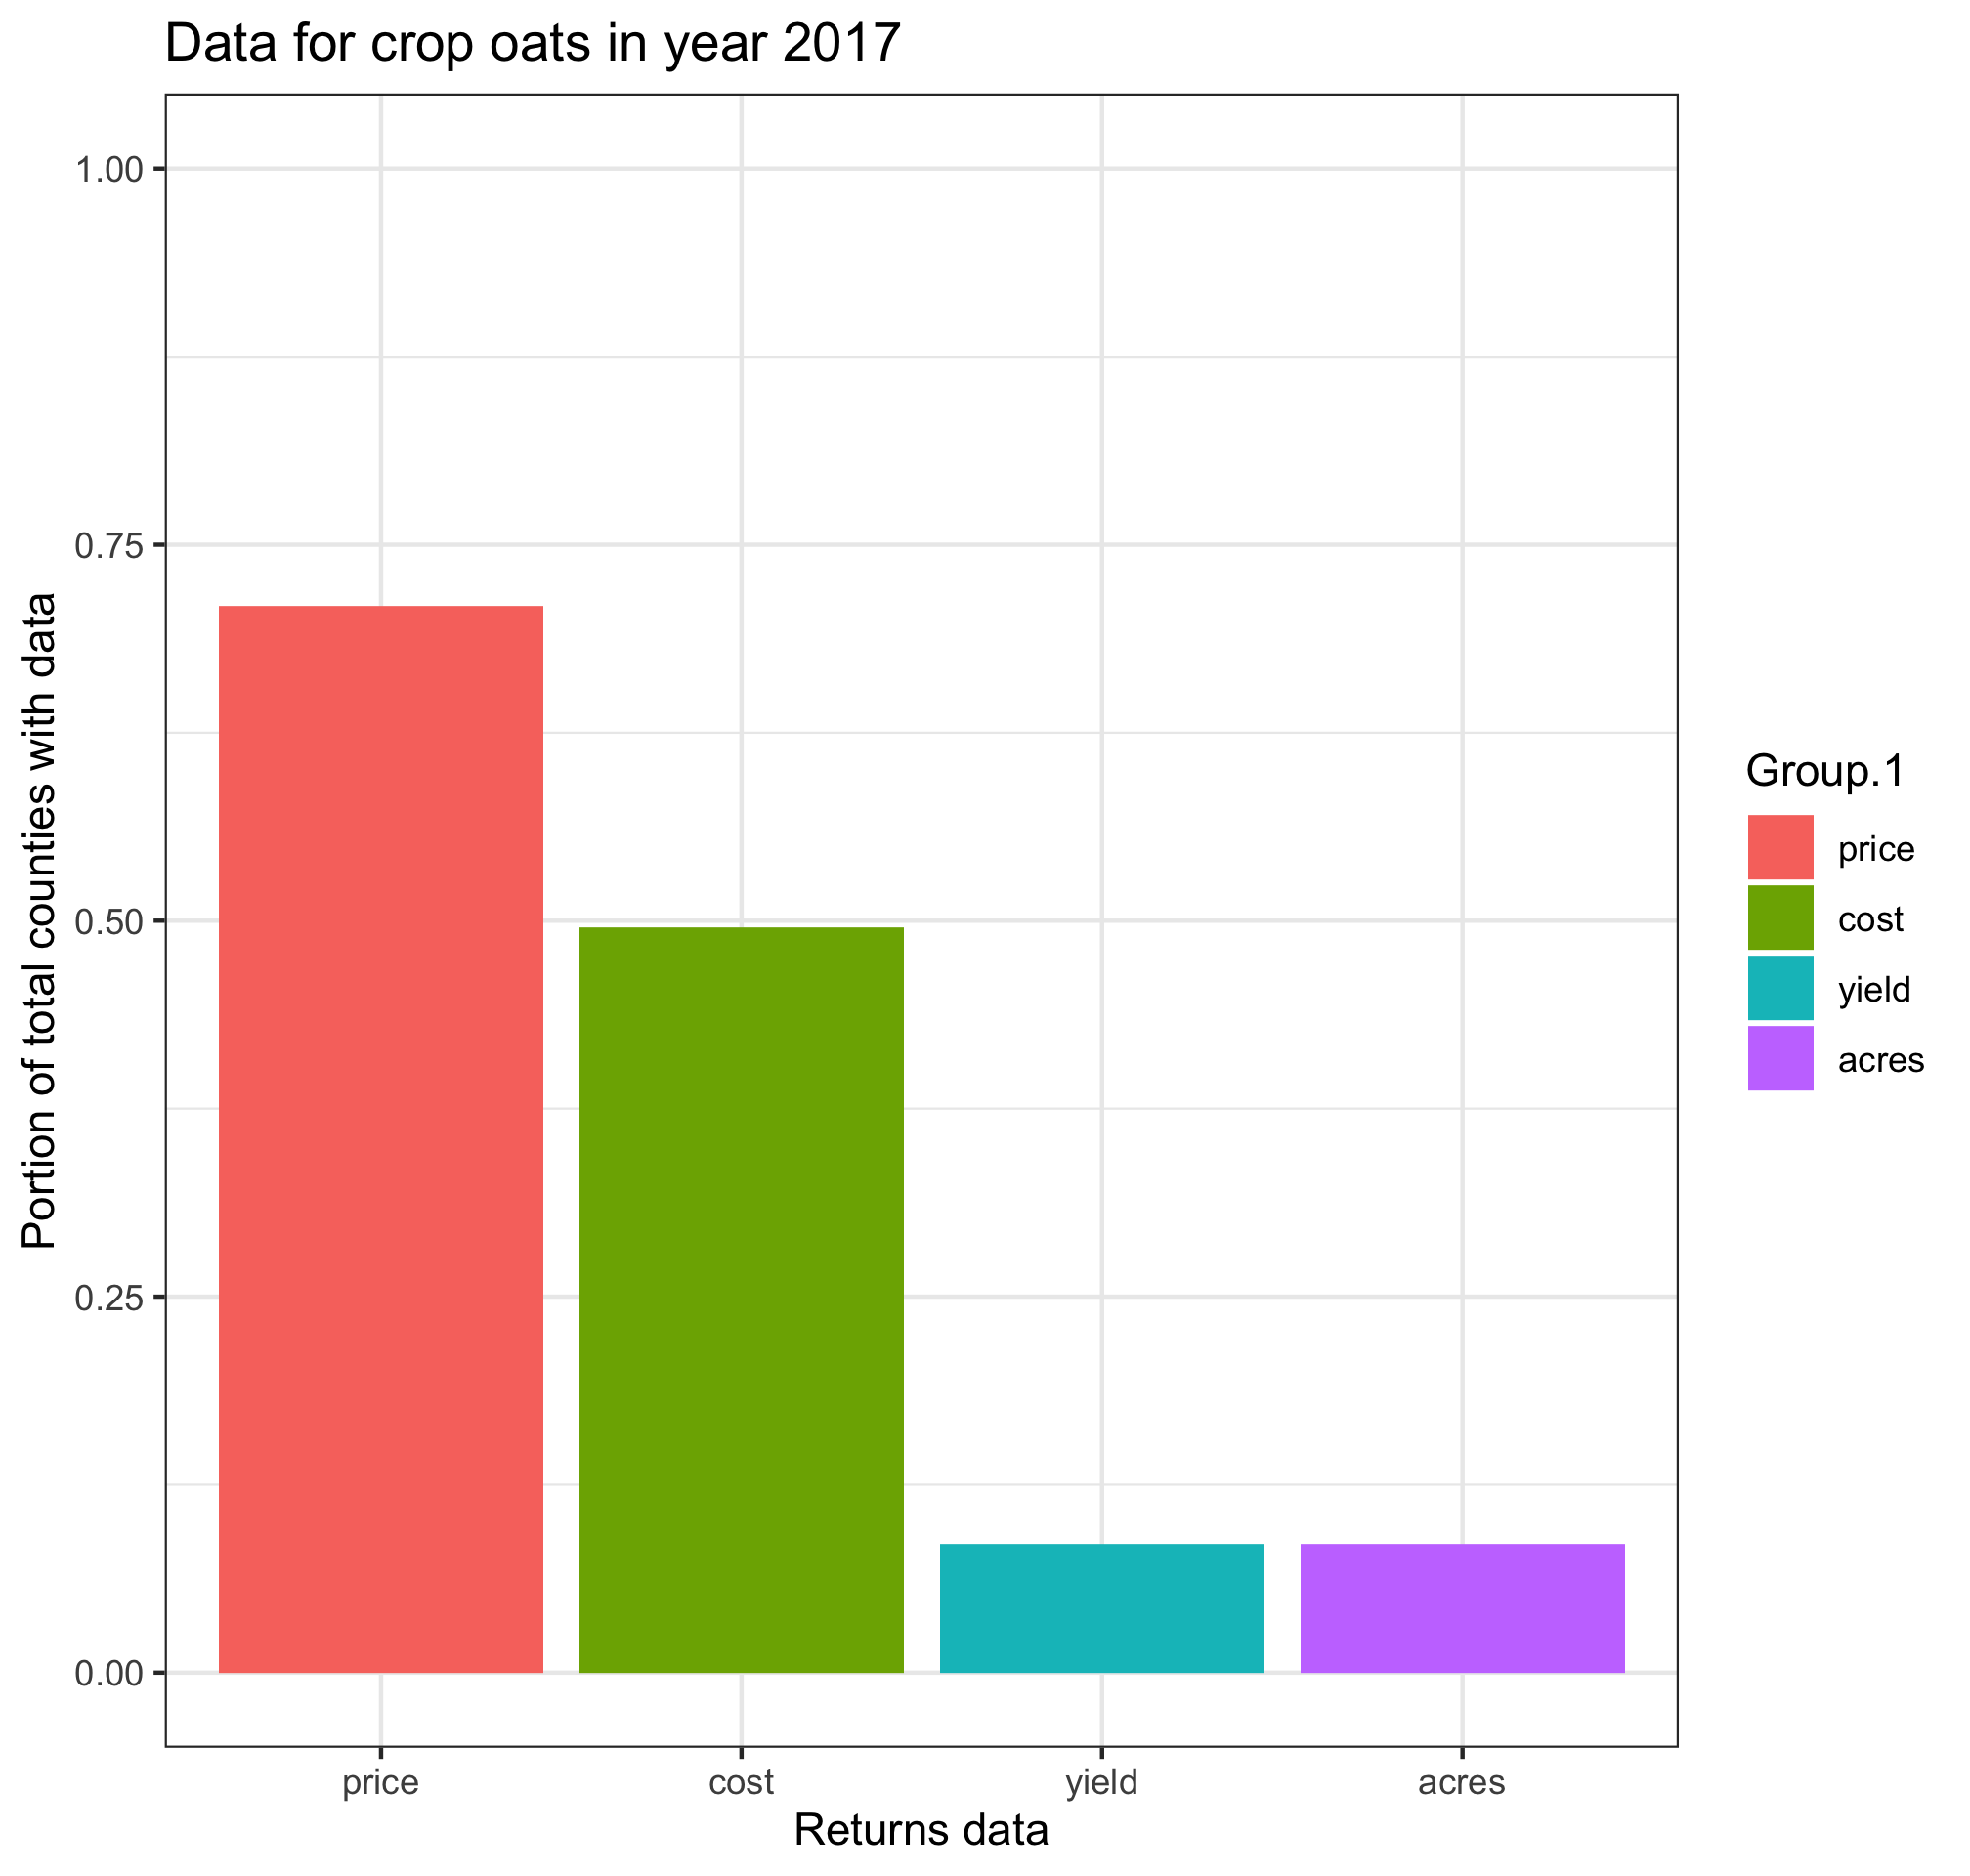 Data for crop oats in year 2017
Portion of total counties with data
1.00
0.75
0.50
0.25
0.00
price
cost
yield
acres
Returns data
Group.1
price
cost
yield
acres